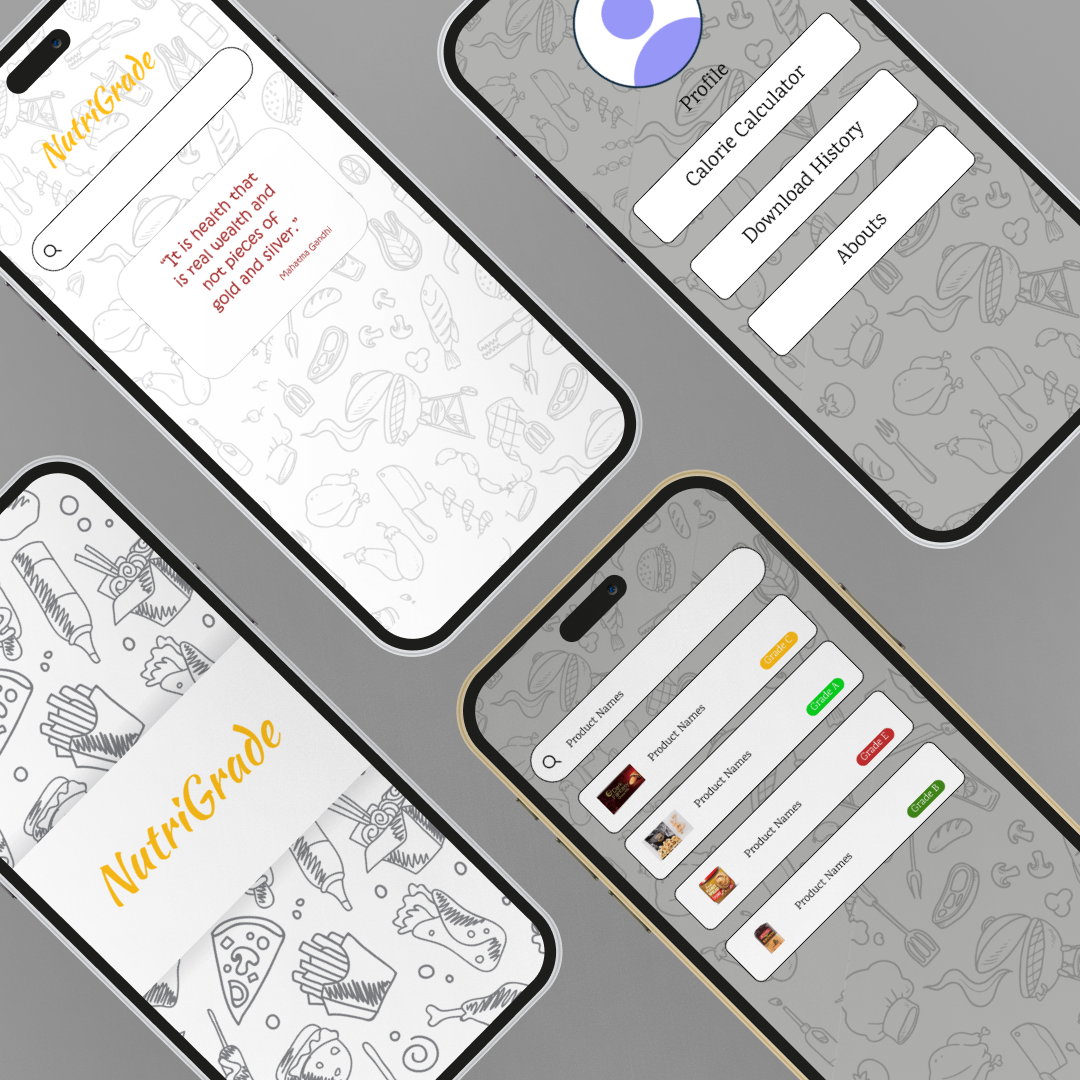 NutriGrade
“It is health that
is real wealth and
not pieces of
gold and silver.”
Mahatma Gandhi
Profile
Calorie Calculator
Download History
Abouts
NutriGrade
Product Names
Product Names
Grade C
Product Names
Grade A
Product Names
Grade E
Product Names
Grade B